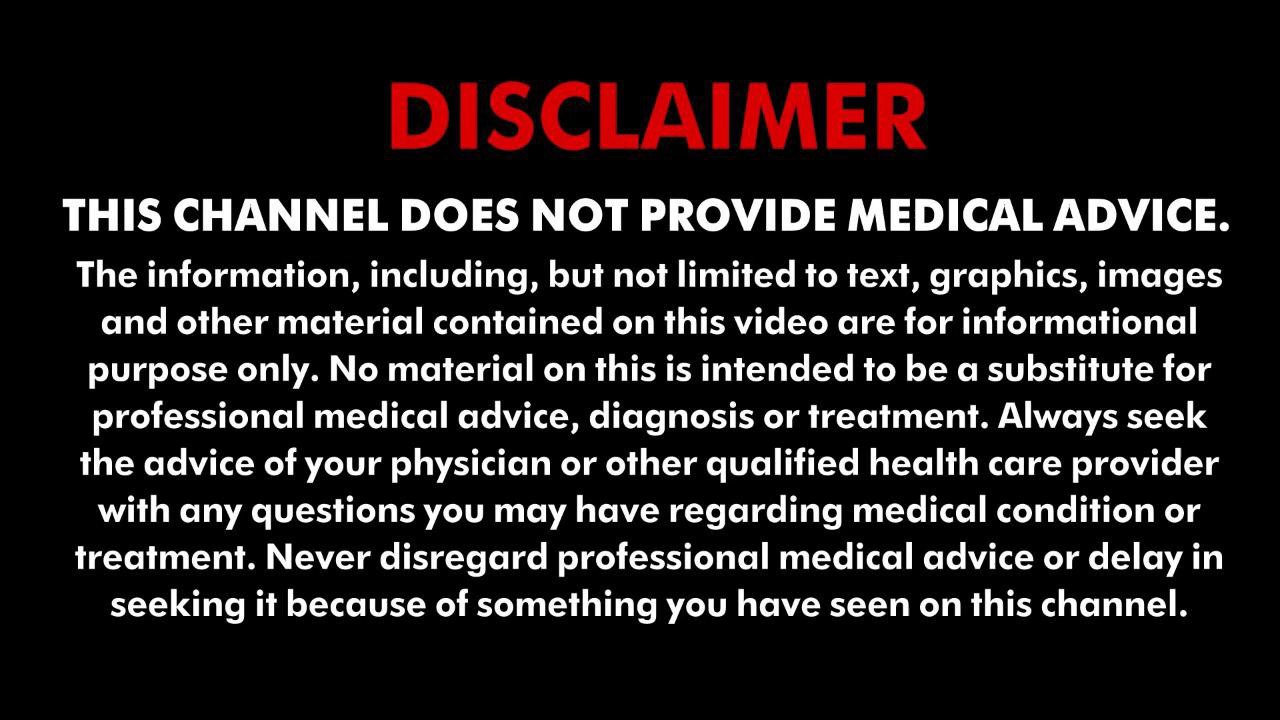 DISCLAIMER
THIS CHANNEL DOES NOT PROVIDE MEDICAL ADVICE.
The information, including, but not limited to text, graphics, images
and other material contained on this video are for informational
purpose only. No material on this is intended to be a substitute for
professional medical advice, diagnosis or treatment. Always seek
the advice of your physician or other qualified health care provider
with any questions you may have regarding medical condition or
treatment. Never disregard professional medical advice or delay in
seeking it because of something you have seen on this channel.